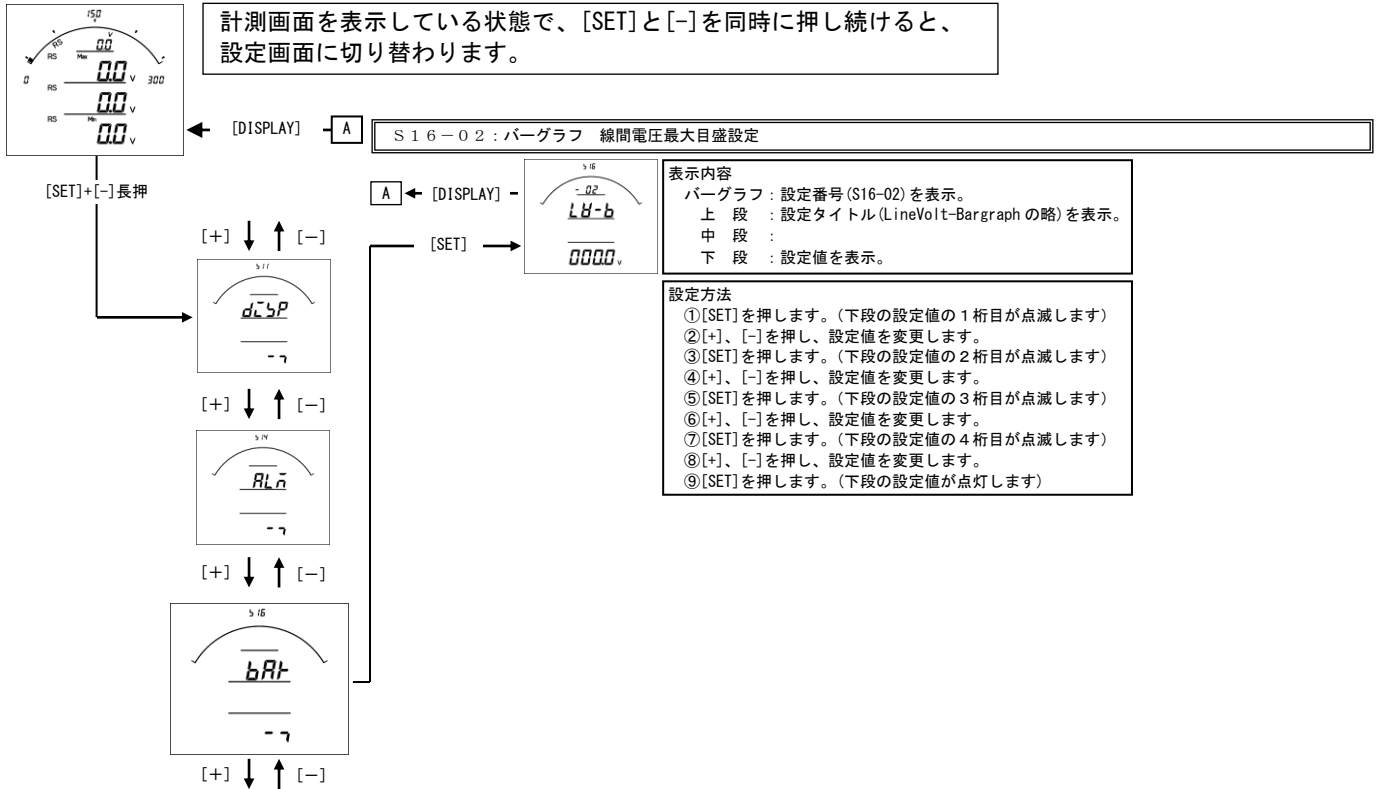 計測画面を表示している状態で、[SET]と[-]を同時に押し続けると、
設定画面に切り替わります。
150
V
RS 0.0
RS Max 0.0 V
0 300
RS 0.0 V
RS Min 0.0 V
[DISPLAY] A
S16-02:バーグラフ 線間電圧最大目盛設定
[SET]+[-]長押
A [DISPLAY]
S16
- 02
LV-b
000.0 V
[SET]
表示内容
バーグラフ:設定番号(S16-02)を表示。
上 段 :設定タイトル(LineVolt-Bargraphの略)を表示。
中 段 :
下 段 :設定値を表示。
設定方法
①[SET]を押します。(下段の設定値の1桁目が点滅します)
②[+]、[-]を押し、設定値を変更します。
③[SET]を押します。(下段の設定値の2桁目が点滅します)
④[+]、[-]を押し、設定値を変更します。
⑤[SET]を押します。(下段の設定値の3桁目が点滅します)
⑥[+]、[-]を押し、設定値を変更します。
⑦[SET]を押します。(下段の設定値の4桁目が点滅します)
⑧[+]、[-]を押し、設定値を変更します。
⑨[SET]を押します。(下段の設定値が点灯します)
[+] [-]
S11
diSP
[+] [-]
S14
ALm
[+] [-]
S16
bAr
[+] [-]